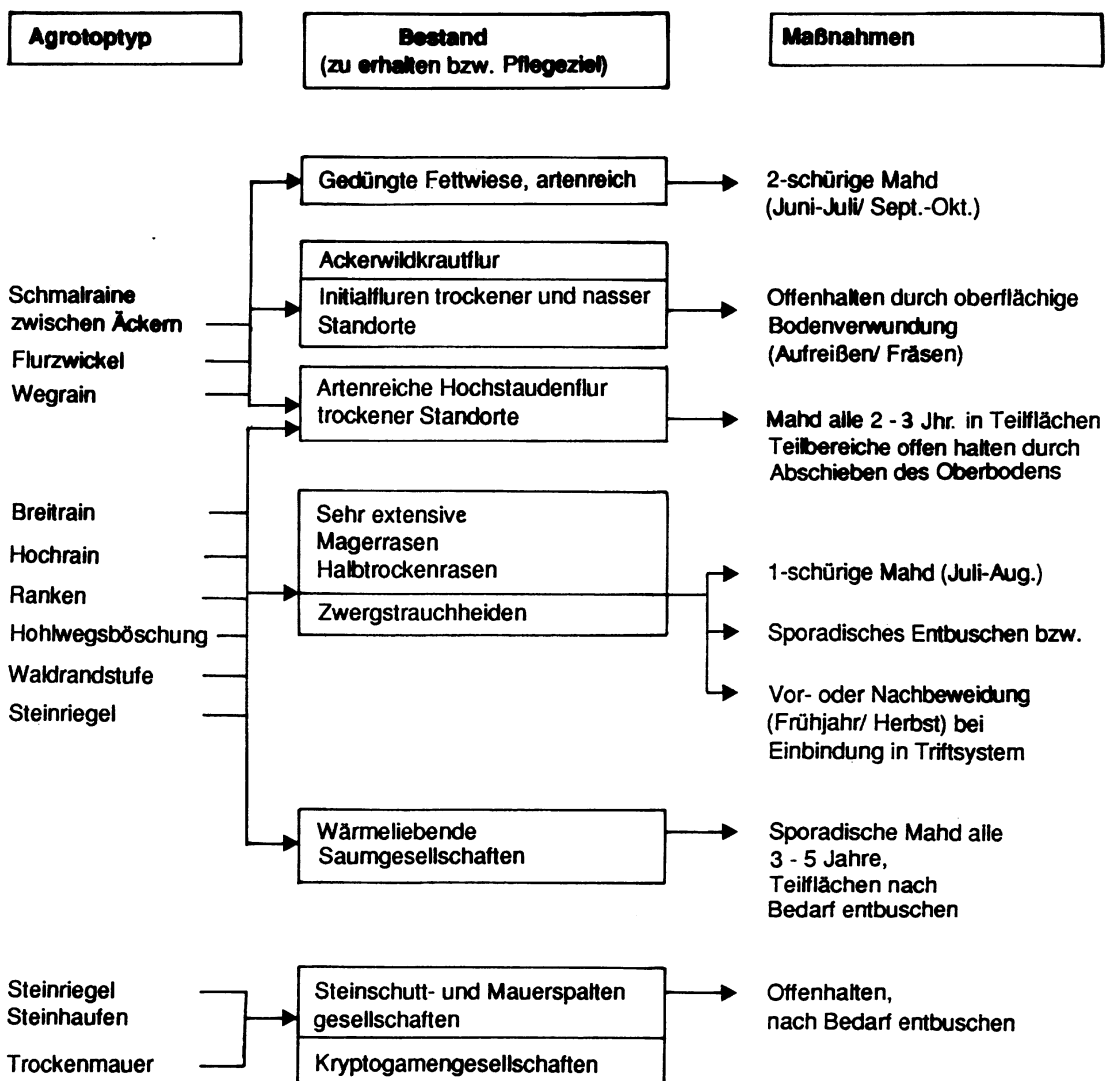 Agrotoptyp
Bestand
(zu erhalten bzw. Pflegeziel)
Maßnahmen
Schmalraine
zwischen Äckern
Flurzwickel
Wegrain
Gedüngte Fettwiese, artenreich
2-schürige Mahd
(Juni-Juli/ Sept.-Okt.)
Ackerwildkrautflur
Initialfluren trockener und nasser
Standorte
Offenhalten durch oberflächige
Bodenverwundung
(Aufreißen/ Fräsen)
Artenreiche Hochstaudenflur
trockener Standorte
Mahd alle 2 - 3 Jhr. in Teilflächen
Teilbereiche offen halten durch
Abschieben des Oberbodens
Breitrain
Hochrain
Ranken
Hohlwegsböschung
Waldrandstufe
Steinriegel
Sehr extensive
Magerrasen
Halbtrockenrasen
Zwergstrauchheiden
1-schürige Mahd (Juli-Aug.)
Sporadisches Entbuschen bzw.
Vor- oder Nachbeweidung
(Frühjahr/ Herbst) bei
Einbindung in Triftsystem
Wärmeliebende
Saumgesellschaften
Sporadische Mahd alle
3 - 5 Jahre,
Teilflächen nach
Bedarf entbuschen
Steinriegel
Steinhaufen
Trockenmauer
Steinschutt- und Mauerspalten
gesellschaften
Kryptogamengesellschaften
Offenhalten,
nach Bedarf entbuschen